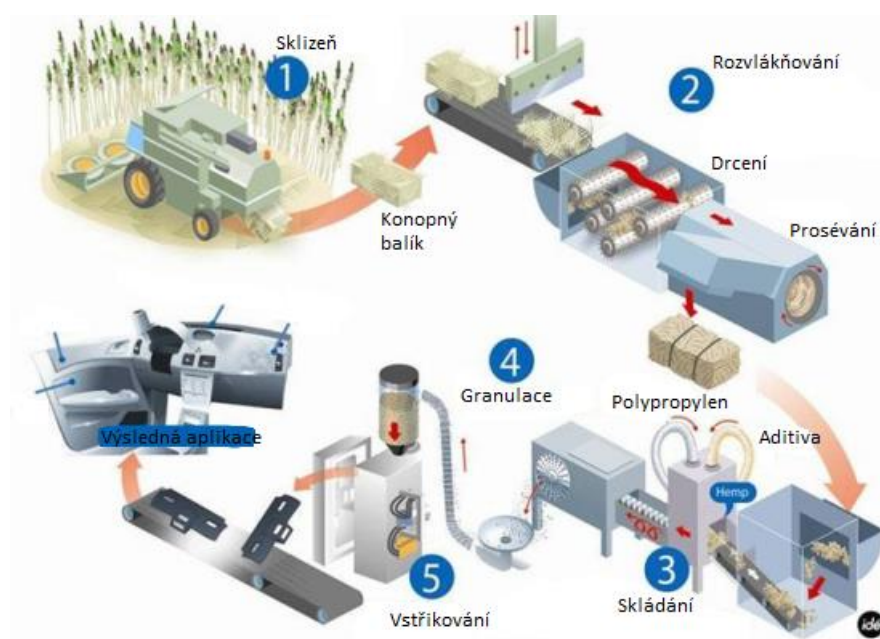 Sklizeň
1
Konopný
balík
Rozvlákňování
2
Drcení
Prosévání
4
Granulace
Polypropylen
Aditiva
Hemp
3
Skládání
5
Vstřikování
Výsledná aplikace
idé